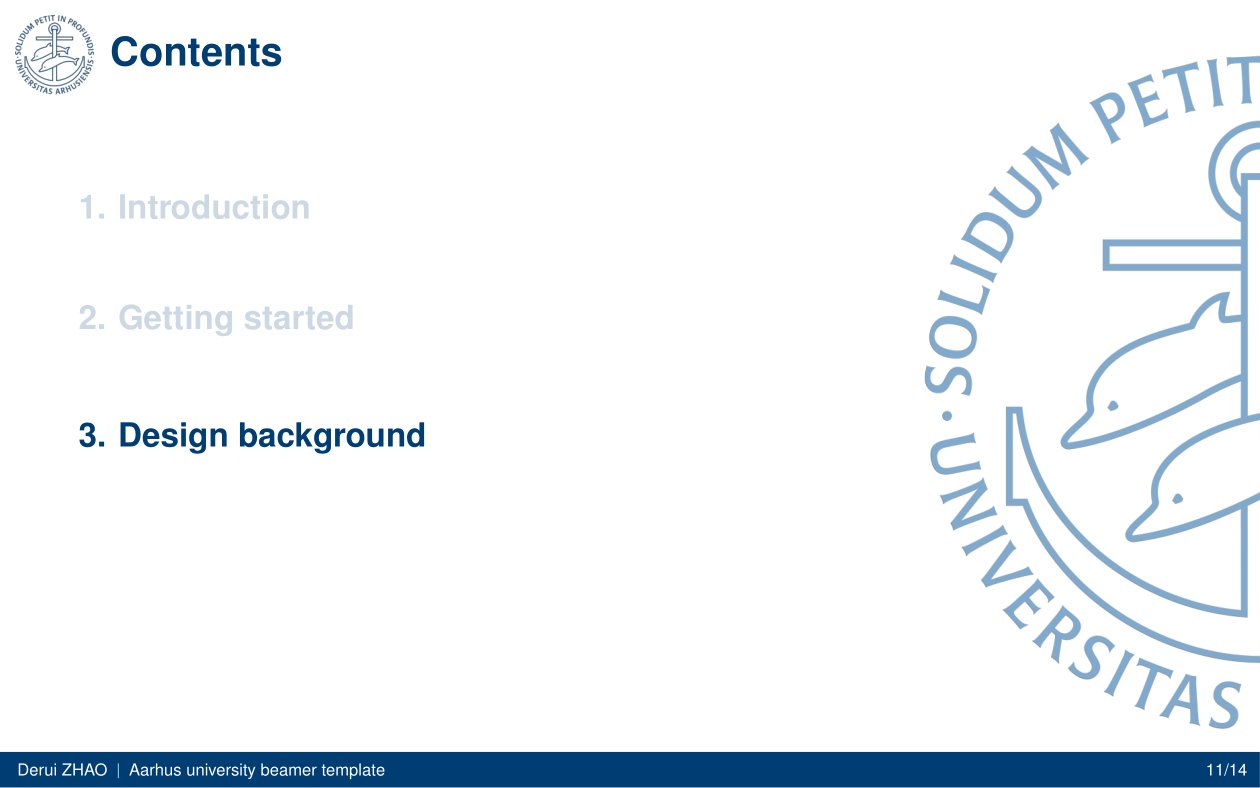 SOLIDUM PETIT IN PROFUNDIS
· UNIVERSITAS ARHUSIENSIS ·
Contents
1. Introduction
2. Getting started
3. Design background
SOLIDUM PETIT
· UNIVERSITAS
Derui ZHAO | Aarhus university beamer template
11/14